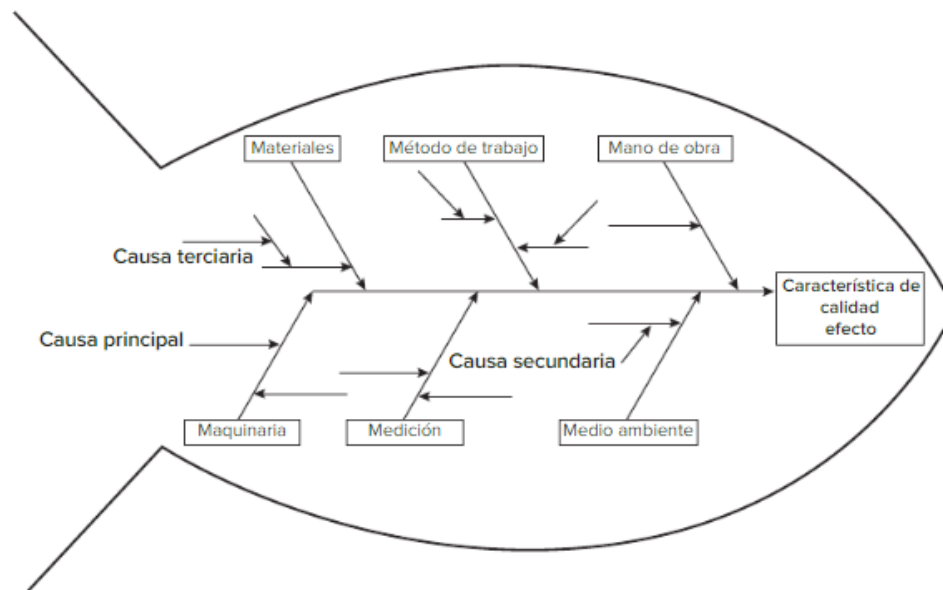 Materiales
Método de trabajo
Mano de obra
Causa terciaria
Característica de
calidad
efecto
Causa principal
Causa secundaria
Maquinaria
Medición
Medio ambiente